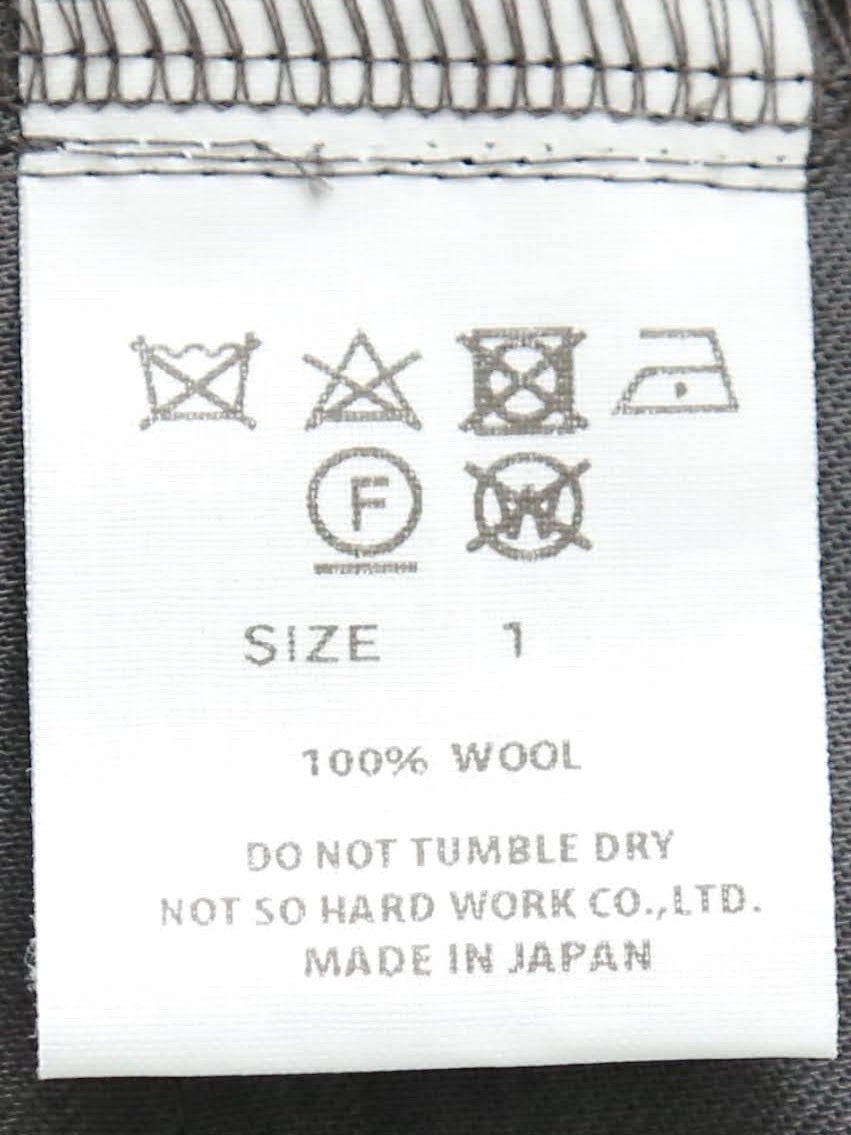 F W
SIZE 1
100% WOOL
DO NOT TUMBLE DRY
NOT SO HARD WORK CO.,LTD.
MADE IN JAPAN